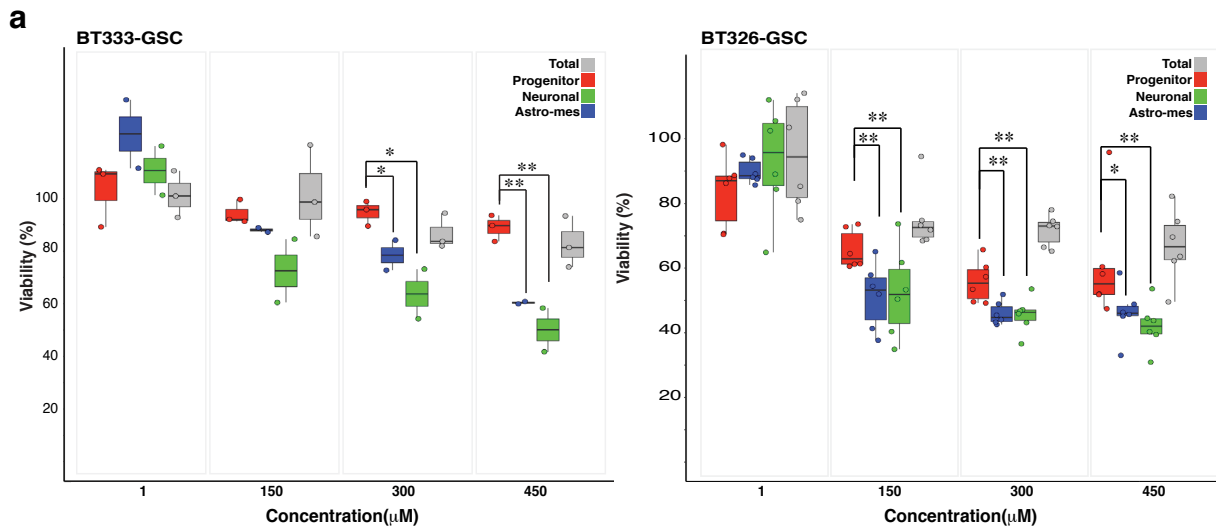 a
BT333-GSC
Total
Progenitor
Neuronal
Astro-mes
Viability (%)
100
80
60
40
20
*
*
**
**
1
150
300
450
Concentration(μM)
BT326-GSC
Total
Progenitor
Neuronal
Astro-mes
Viability (%)
100
80
60
40
20
**
**
**
**
**
*
1
150
300
450
Concentration(μM)